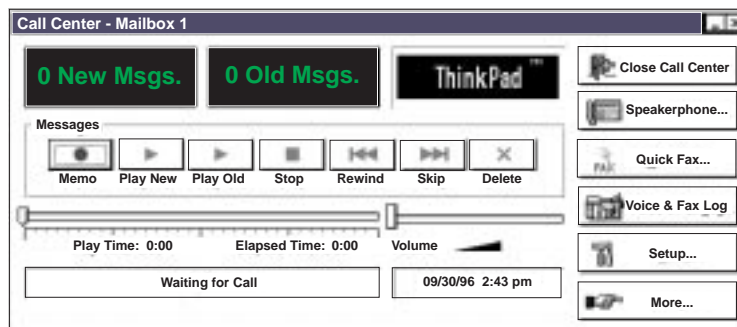 Call Center - Mailbox 1
0 New Msgs.
0 Old Msgs.
ThinkPad ™
Close Call Center
Speakerphone...
Messages
Memo
Play New
Play Old
Stop
Rewind
Skip
Delete
FAX
Quick Fax...
Voice & Fax Log
Play Time: 0:00
Elapsed Time: 0:00
Volume
Setup...
Waiting for Call
09/30/96 2:43 pm
More...